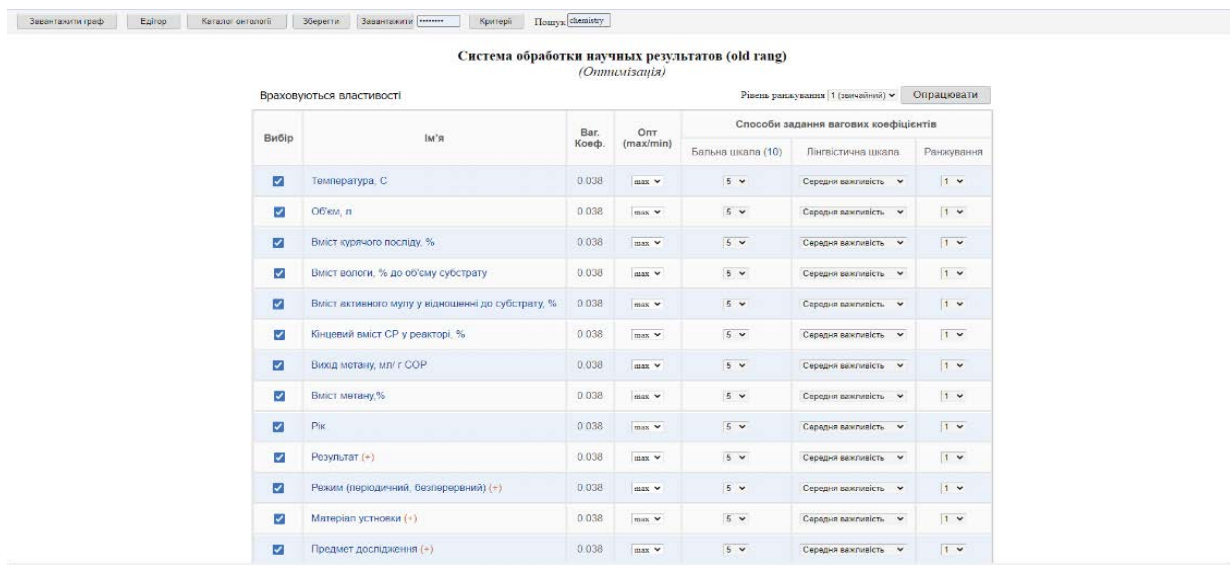 Завантажити граф Едітор Каталог онтології Зберегти Завантажити •••••••• Критерії Пошук chemistry
Система обработки научных результатов (old rang)
(Оптимізація)
Враховуються властивості Рівень ранжування 1 (звичайний) Опрацювати
Вибір Ім'я Ваг. Коеф. Опт (max/min) Способи задання вагових коефіцієнтів
Бальна шкала (10) Лінгвістична шкала Ранжування
Температура, С 0.038 max 5 Середня важливість 1
Об'єм, л 0.038 max 5 Середня важливість 1
Вміст курячого посліду, % 0.038 max 5 Середня важливість 1
Вміст вологи, % до об'єму субстрату 0.038 max 5 Середня важливість 1
Вміст активного мулу у відношенні до субстрату, % 0.038 max 5 Середня важливість 1
Кінцевий вміст СР у реакторі, % 0.038 max 5 Середня важливість 1
Вихід метану, мл/ г СОР 0.038 max 5 Середня важливість 1
Вміст метану,% 0.038 max 5 Середня важливість 1
Рік 0.038 max 5 Середня важливість 1
Результат (+) 0.038 max 5 Середня важливість 1
Режим (періодичний, безперервний) (+) 0.038 max 5 Середня важливість 1
Матеріал устновки (+) 0.038 max 5 Середня важливість 1
Предмет дослідження (+) 0.038 max 5 Середня важливість 1